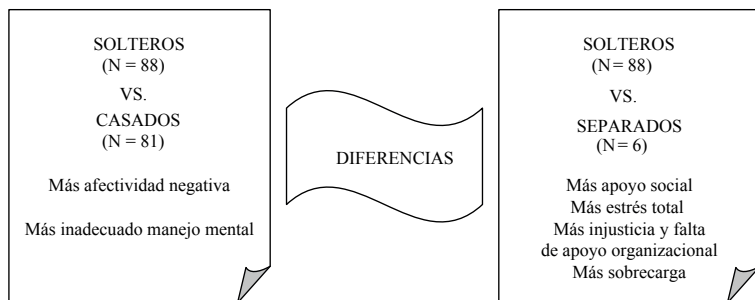 SOLTEROS
(N = 88)
VS.
CASADOS
(N = 81)
Más afectividad negativa
Más inadecuado manejo mental
DIFERENCIAS
SOLTEROS
(N = 88)
VS.
SEPARADOS
(N= 6)
Más apoyo social
Más estrés total
Más injusticia y falta
de apoyo organizacional
Más sobrecarga